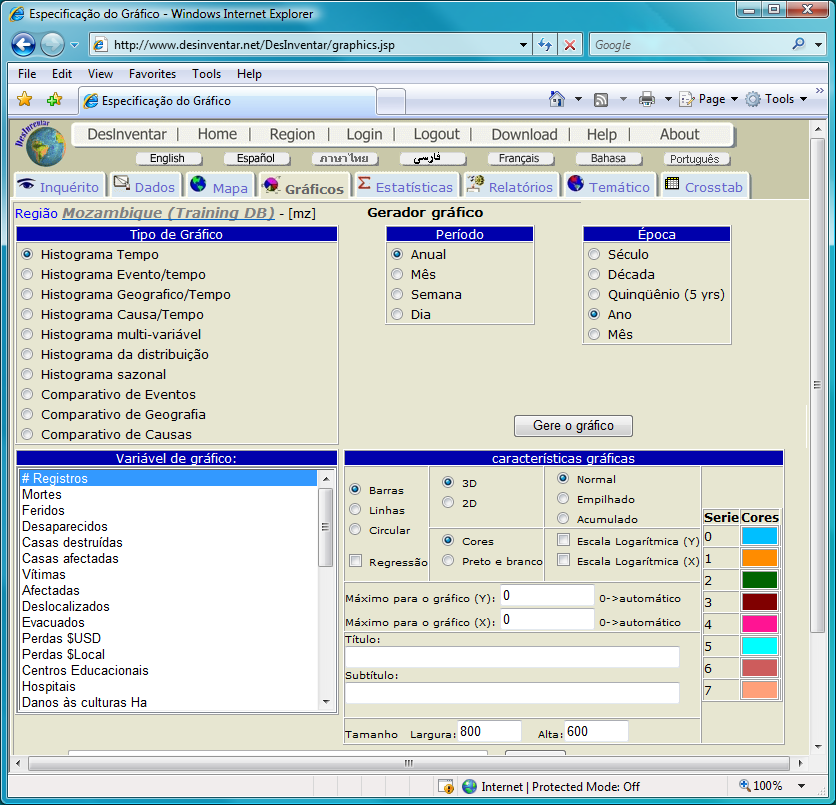 Especificação do Gráfico - Windows Internet Explorer
http://www.desinventar.net/DesInventar/graphics.jsp
Google
File Edit View Favorites Tools Help
Especificação do Gráfico
Page Tools
DesInventar
DesInventar | Home | Region | Login | Logout | Download | Help | About
English Español ภาษาไทย فارسی Français Bahasa Português
Inquérito Dados Mapa Gráficos Estatísticas Relatórios Temático Crosstab
Região Mozambique (Training DB) - [mz] Gerador gráfico
Tipo de Gráfico
Histograma Tempo
Histograma Evento/tempo
Histograma Geografico/Tempo
Histograma Causa/Tempo
Histograma multi-variável
Histograma da distribuição
Histograma sazonal
Comparativo de Eventos
Comparativo de Geografia
Comparativo de Causas
Período
Anual
Mês
Semana
Dia
Época
Século
Década
Quinqüênio (5 yrs)
Ano
Mês
Gere o gráfico
Variável de gráfico:
# Registros
Mortes
Feridos
Desaparecidos
Casas destruídas
Casas afectadas
Vítimas
Afectadas
Deslocalizados
Evacuados
Perdas $USD
Perdas $Local
Centros Educacionais
Hospitais
Danos às culturas Ha
características gráficas
Barras
Linhas
Circular
Regressão
3D
2D
Cores
Preto e branco
Normal
Empilhado
Acumulado
Escala Logarítmica (Y)
Escala Logarítmica (X)
Máximo para o gráfico (Y): 0 0->automático
Máximo para o gráfico (X): 0 0->automático
Título:
Subtítulo:
Tamanho Largura: 800 Alta: 600
Serie Cores
0
1
2
3
4
5
6
7
Internet | Protected Mode: Off 100%